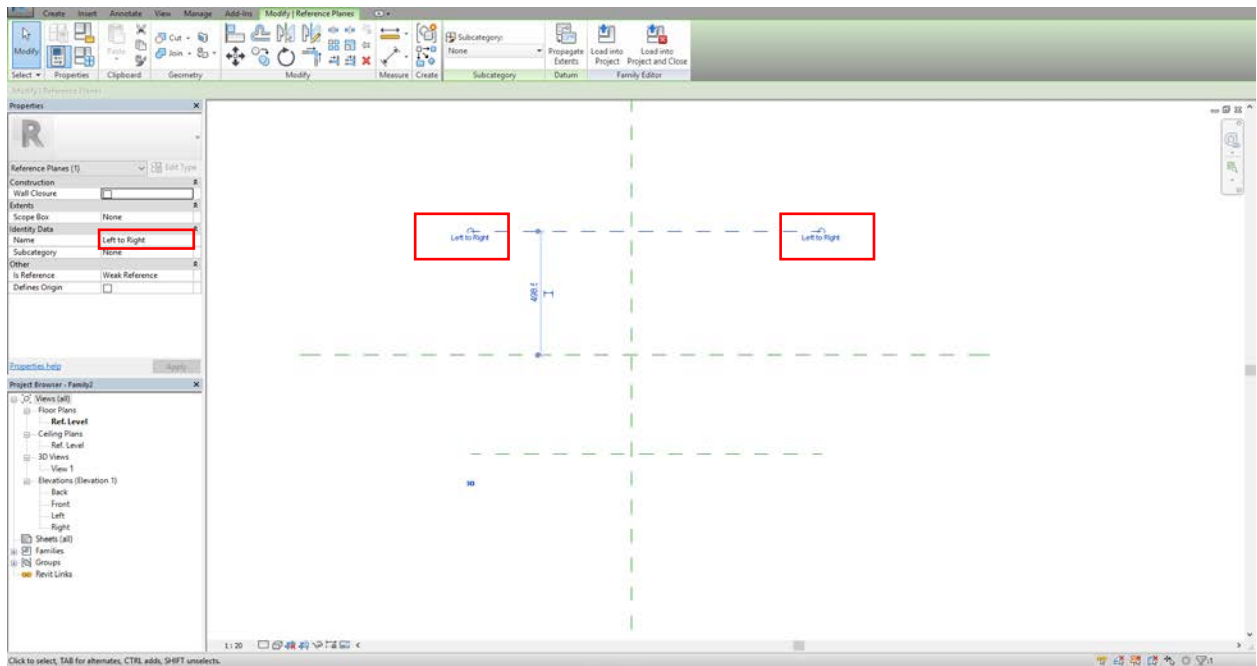 Create Insert Annotate View Manage Add-Ins Modify | Reference Planes
Modify
Paste
Cut
Join
Subcategory:
None
Propagate Extents
Load into Project
Load into Project and Close
Select Properties Clipboard Geometry Modify Measure Create Subcategory Datum Family Editor
Modify | Reference Planes
Properties
R
Reference Planes (1)
Edit Type
Construction
Wall Closure
Extents
Scope Box None
Identity Data
Name Left to Right
Subcategory None
Other
Is Reference Weak Reference
Defines Origin
Properties help
Apply
Project Browser - Family2
Views (all)
Floor Plans
Ref. Level
Ceiling Plans
Ref. Level
3D Views
View 1
Elevations (Elevation 1)
Back
Front
Left
Right
Sheets (all)
Families
Groups
Revit Links
Left to Right
Left to Right
3D
1 : 20
Click to select, TAB for alternates, CTRL adds, SHIFT unselects.